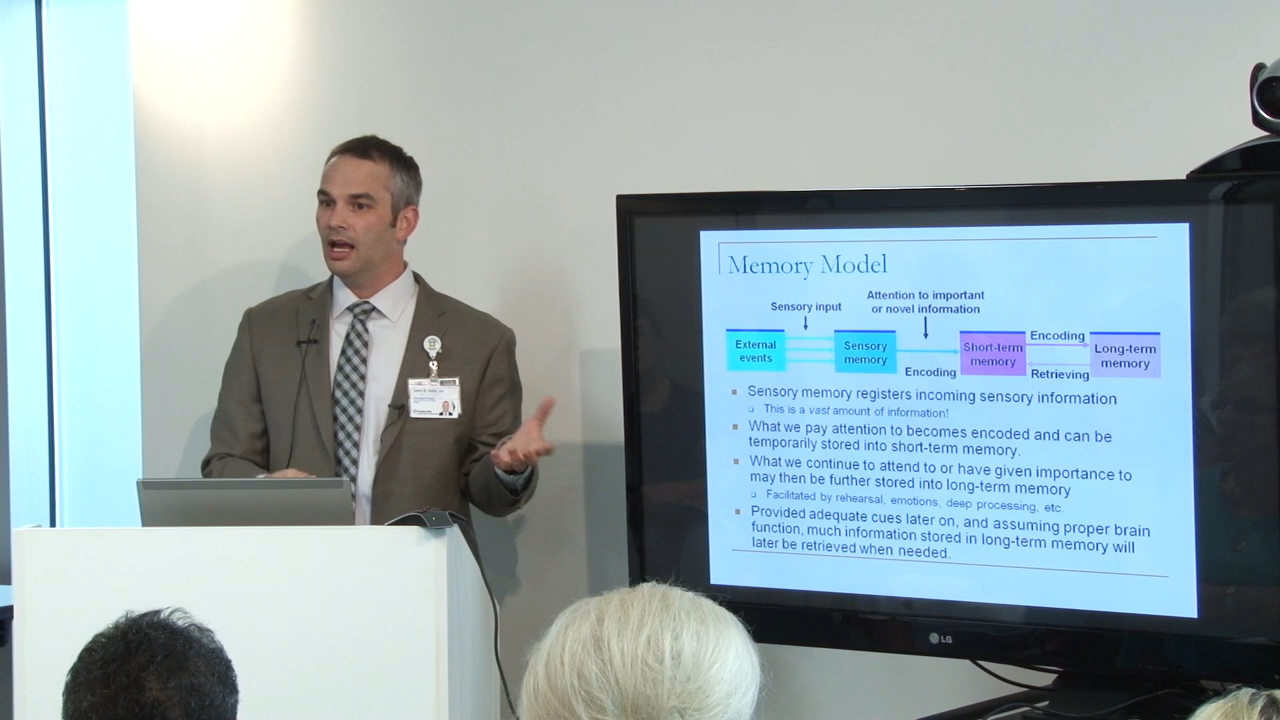 Memory Model
Sensory input
Attention to important
or novel information
External
events
Sensory
memory
Encoding
Short-term
memory
Encoding
Retrieving
Long-term
memory
Sensory memory registers incoming sensory information
This is a vast amount of information!
What we pay attention to becomes encoded and can be
temporarily stored into short-term memory.
What we continue to attend to or have given importance to
may then be further stored into long-term memory
Facilitated by rehearsal, emotions, deep processing, etc.
Provided adequate cues later on, and assuming proper brain
function, much information stored in long-term memory will
later be retrieved when needed.
LG